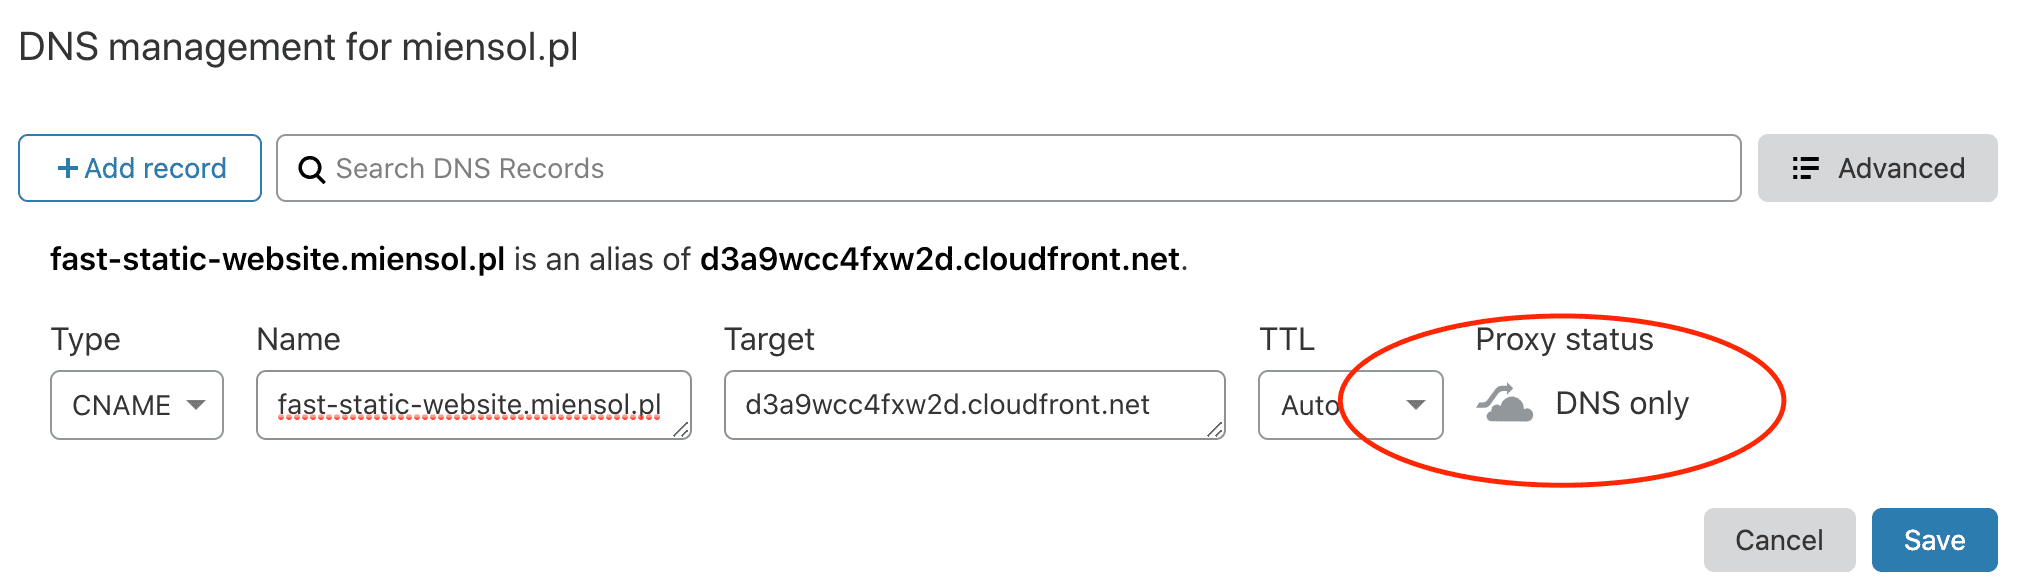 DNS management for miensol.pl
+ Add record
Search DNS Records
Advanced
fast-static-website.miensol.pl is an alias of d3a9wcc4fxw2d.cloudfront.net.
Type Name Target TTL Proxy status
CNAME fast-static-website.miensol.pl d3a9wcc4fxw2d.cloudfront.net Auto DNS only
Cancel Save